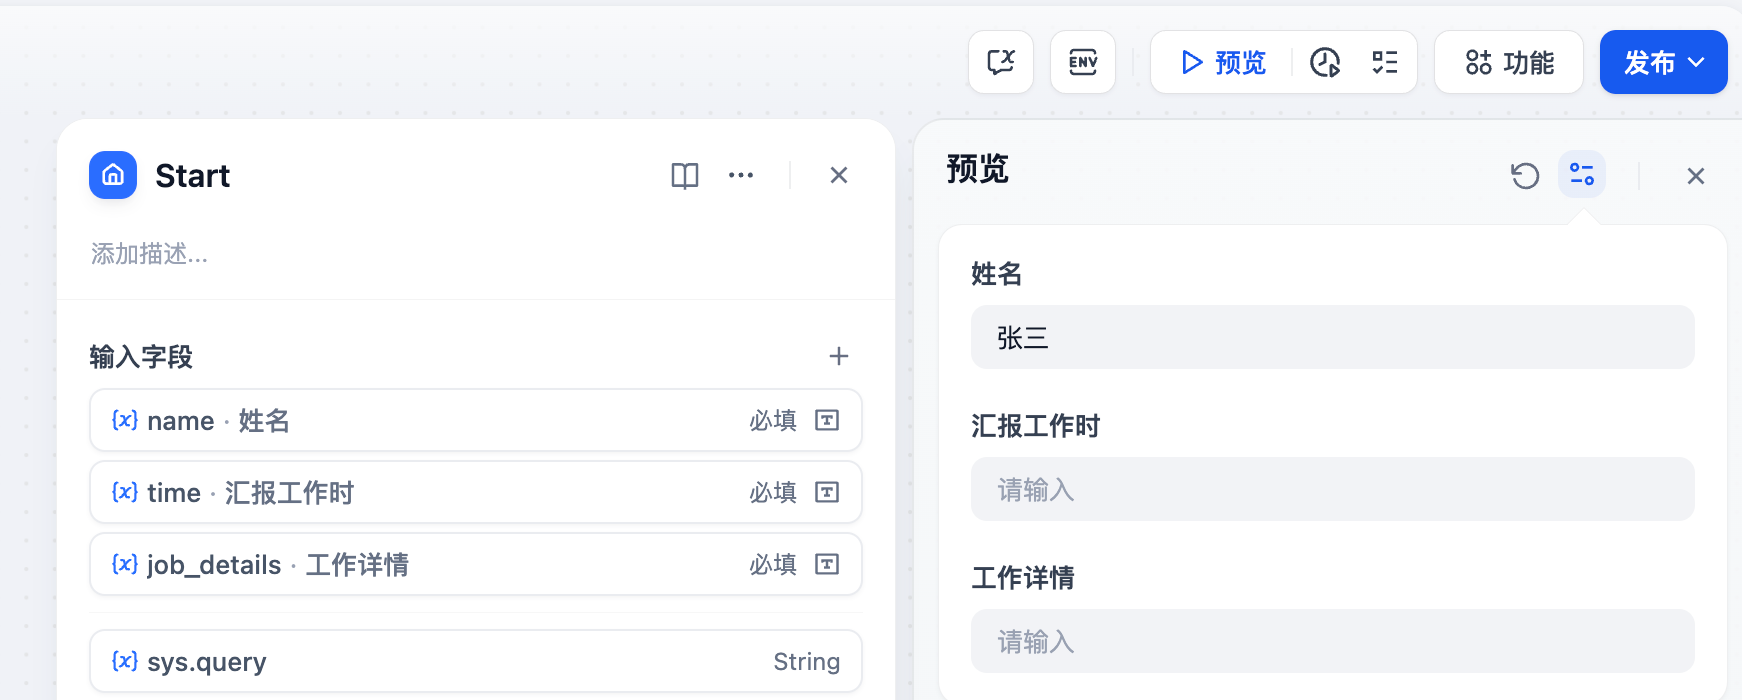 ENV
预览
功能
发布
Start
添加描述...
输入字段
{x} name · 姓名 必填
{x} time · 汇报工作时 必填
{x} job_details · 工作详情 必填
{x} sys.query String
预览
姓名
张三
汇报工作时
请输入
工作详情
请输入